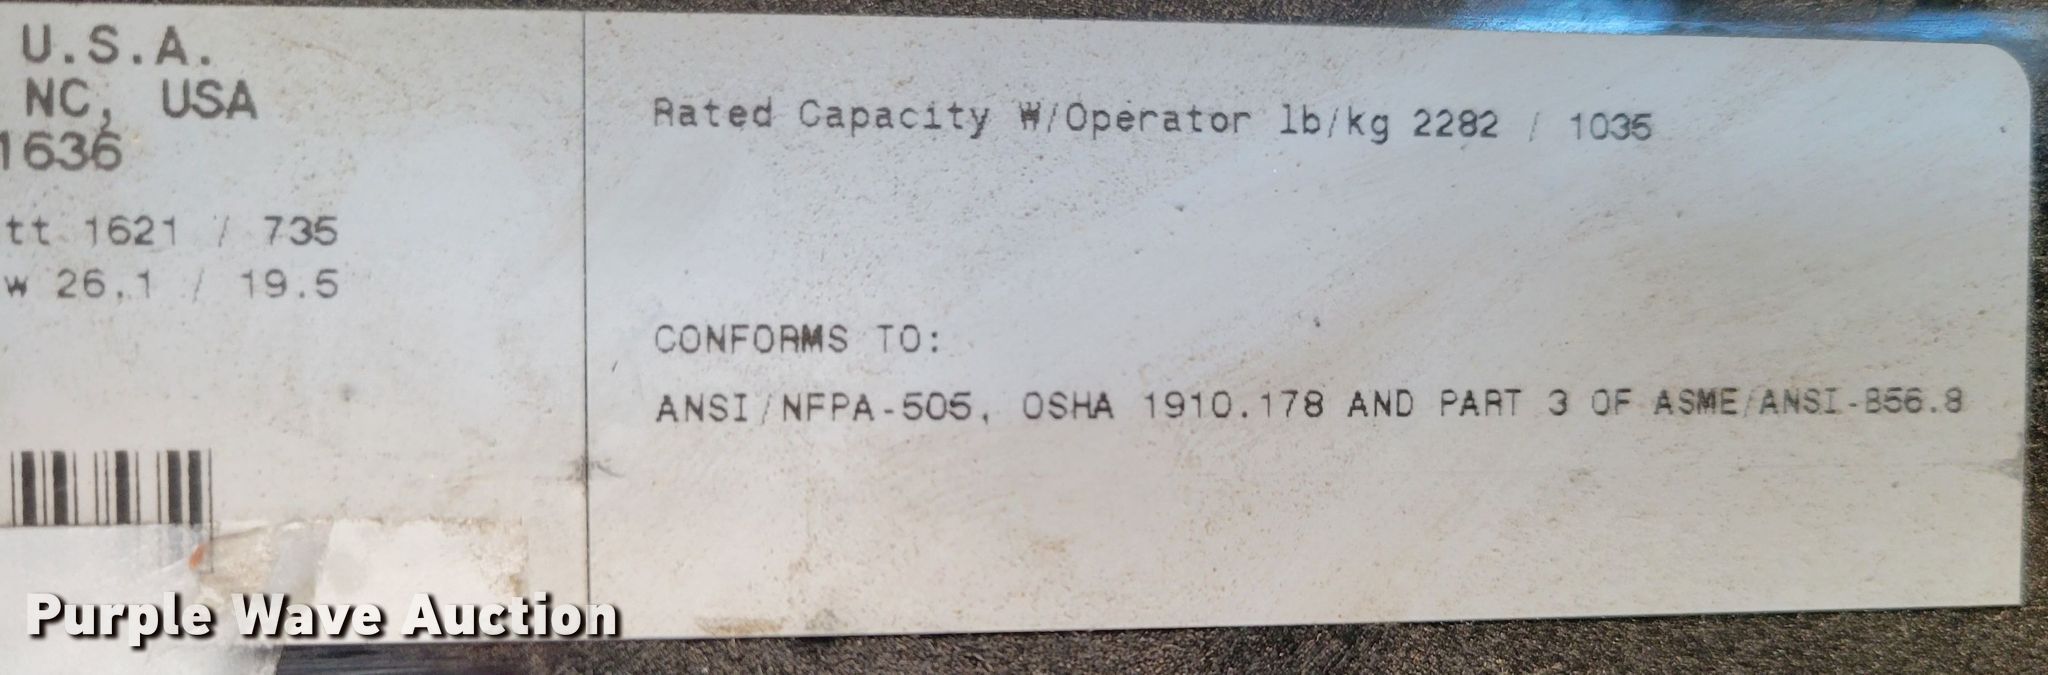 U.S.A.
NC, USA
1636
tt 1621 / 735
w 26.1 / 19.5
Rated Capacity W/Operator lb/kg 2282 / 1035
CONFORMS TO:
ANSI/NFPA-505, OSHA 1910.178 AND PART 3 OF ASME/ANSI-B56.8
Purple Wave Auction